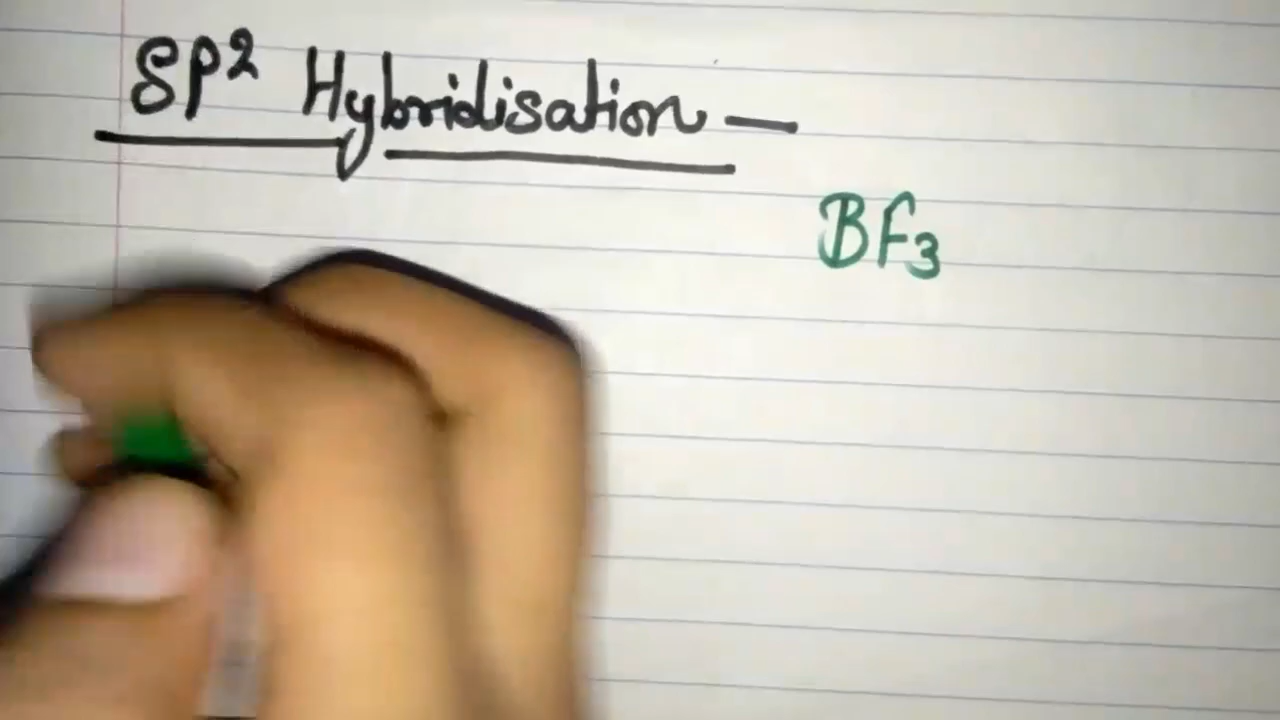 SP² Hybridisation —
BF₃